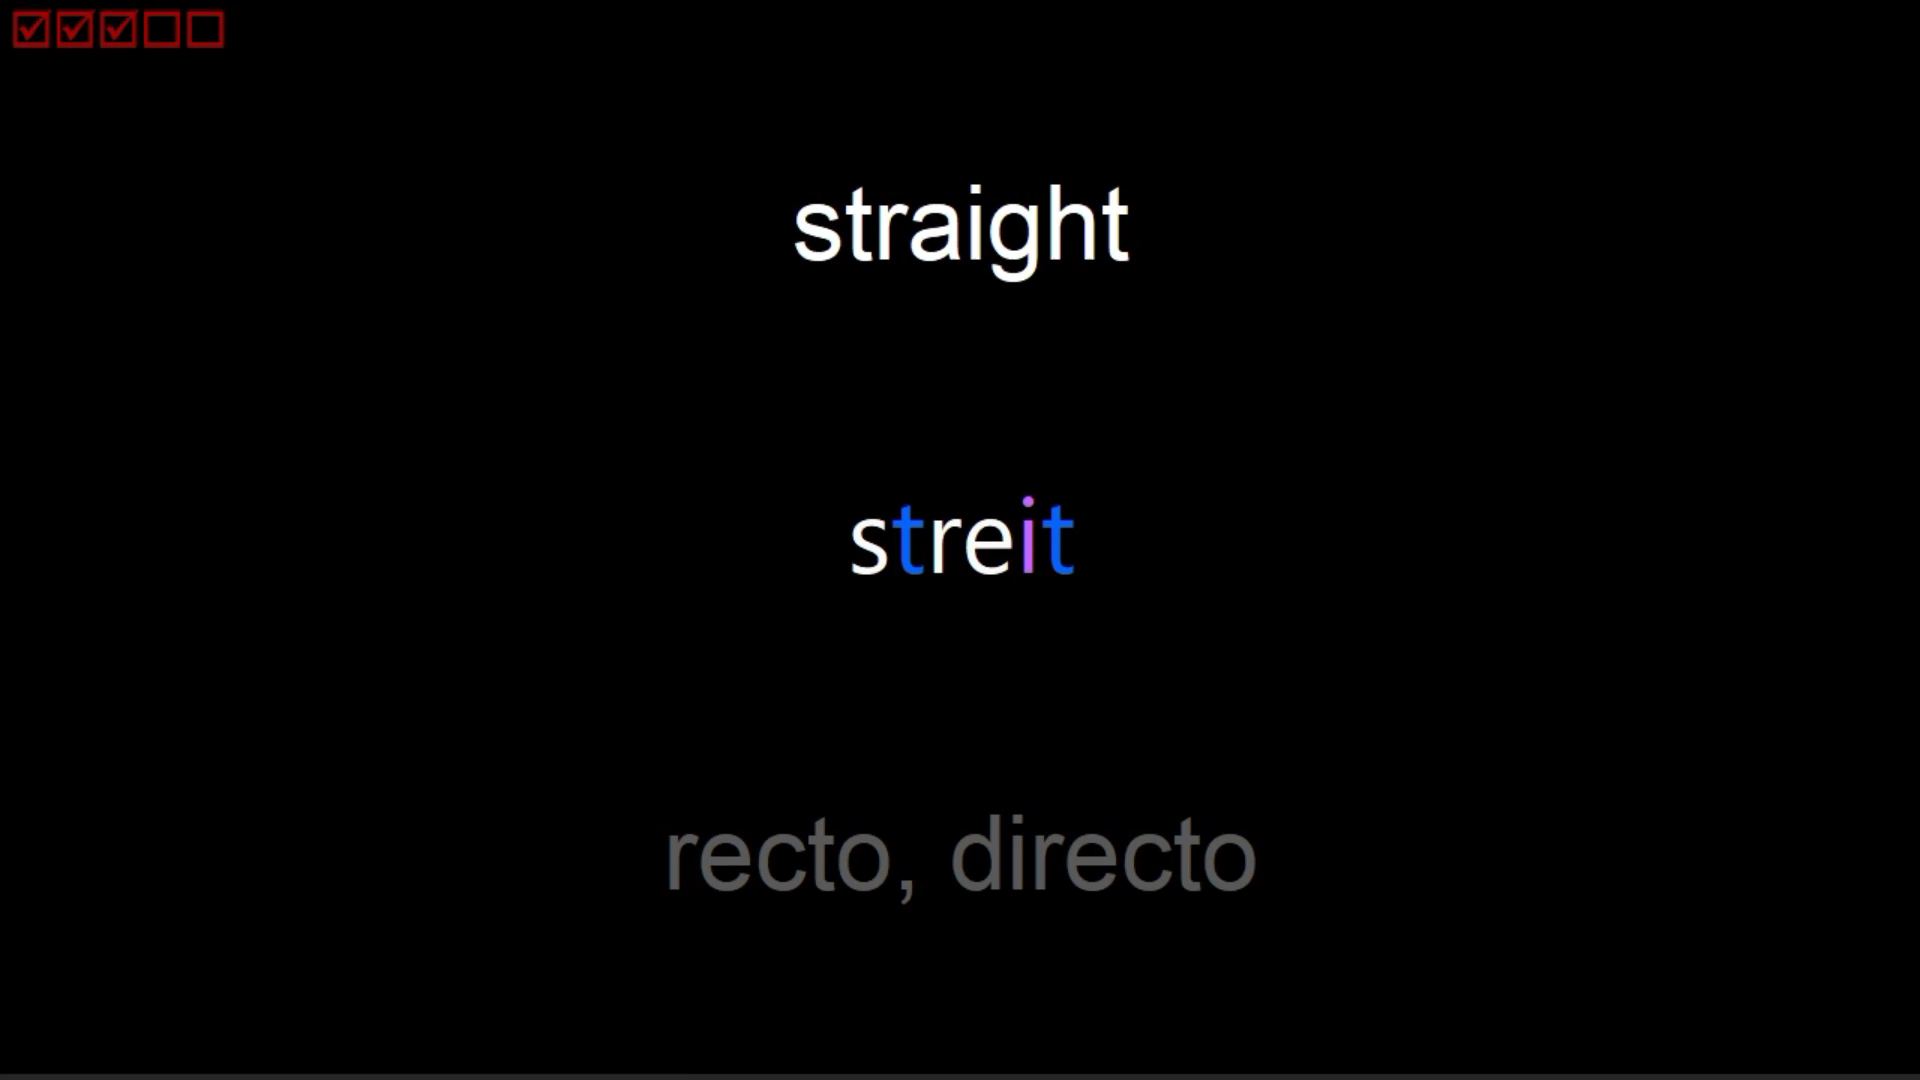 ☑☑☑☐☐
straight
streit
recto, directo